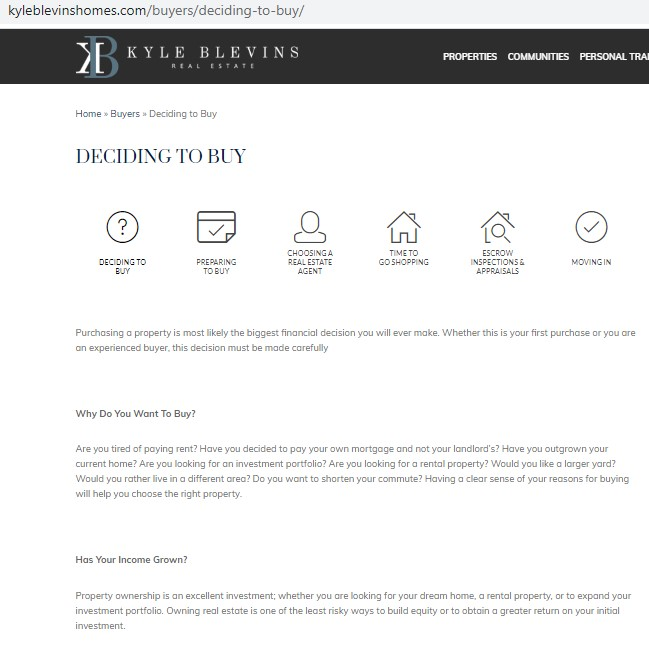 kyleblevinshomes.com/buyers/deciding-to-buy/
KB KYLE BLEVINS
REAL ESTATE
PROPERTIES COMMUNITIES PERSONAL TRA
Home » Buyers » Deciding to Buy
DECIDING TO BUY
?
DECIDING TO
BUY
PREPARING
TO BUY
CHOOSING A
REAL ESTATE
AGENT
TIME TO
GO SHOPPING
ESCROW
INSPECTIONS &
APPRAISALS
MOVING IN
Purchasing a property is most likely the biggest financial decision you will ever make. Whether this is your first purchase or you are
an experienced buyer, this decision must be made carefully
Why Do You Want To Buy?
Are you tired of paying rent? Have you decided to pay your own mortgage and not your landlord's? Have you outgrown your
current home? Are you looking for an investment portfolio? Are you looking for a rental property? Would you like a larger yard?
Would you rather live in a different area? Do you want to shorten your commute? Having a clear sense of your reasons for buying
will help you choose the right property.
Has Your Income Grown?
Property ownership is an excellent investment; whether you are looking for your dream home, a rental property, or to expand your
investment portfolio. Owning real estate is one of the least risky ways to build equity or to obtain a greater return on your initial
investment.